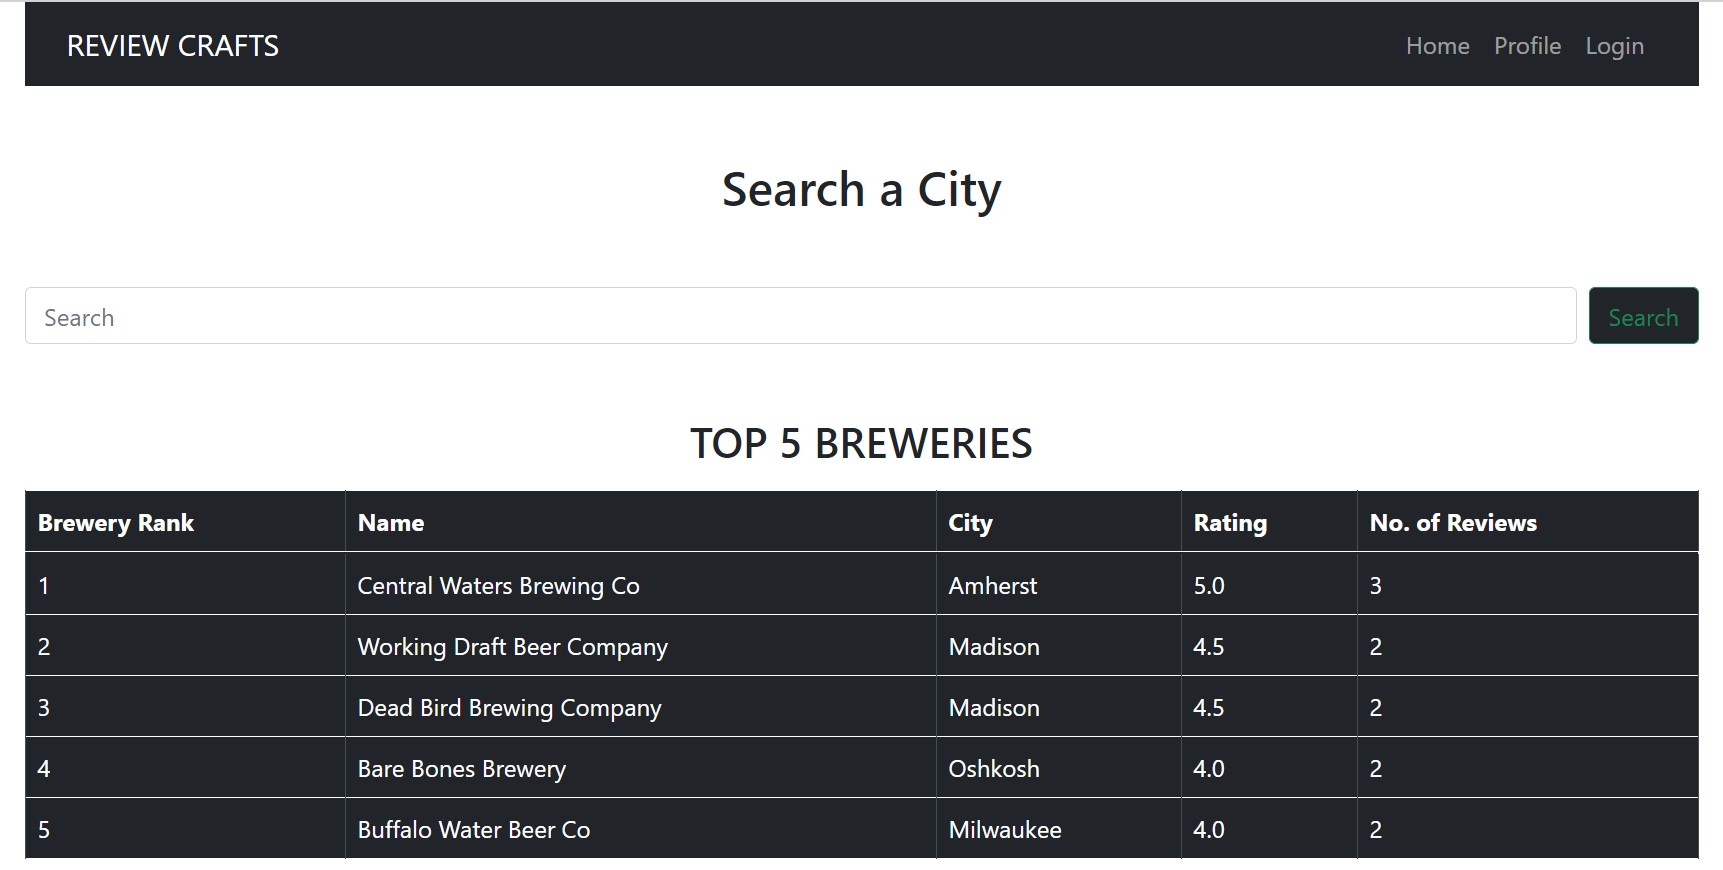 REVIEW CRAFTS Home Profile Login
Search a City
Search Search
TOP 5 BREWERIES
Brewery Rank Name City Rating No. of Reviews
1 Central Waters Brewing Co Amherst 5.0 3
2 Working Draft Beer Company Madison 4.5 2
3 Dead Bird Brewing Company Madison 4.5 2
4 Bare Bones Brewery Oshkosh 4.0 2
5 Buffalo Water Beer Co Milwaukee 4.0 2